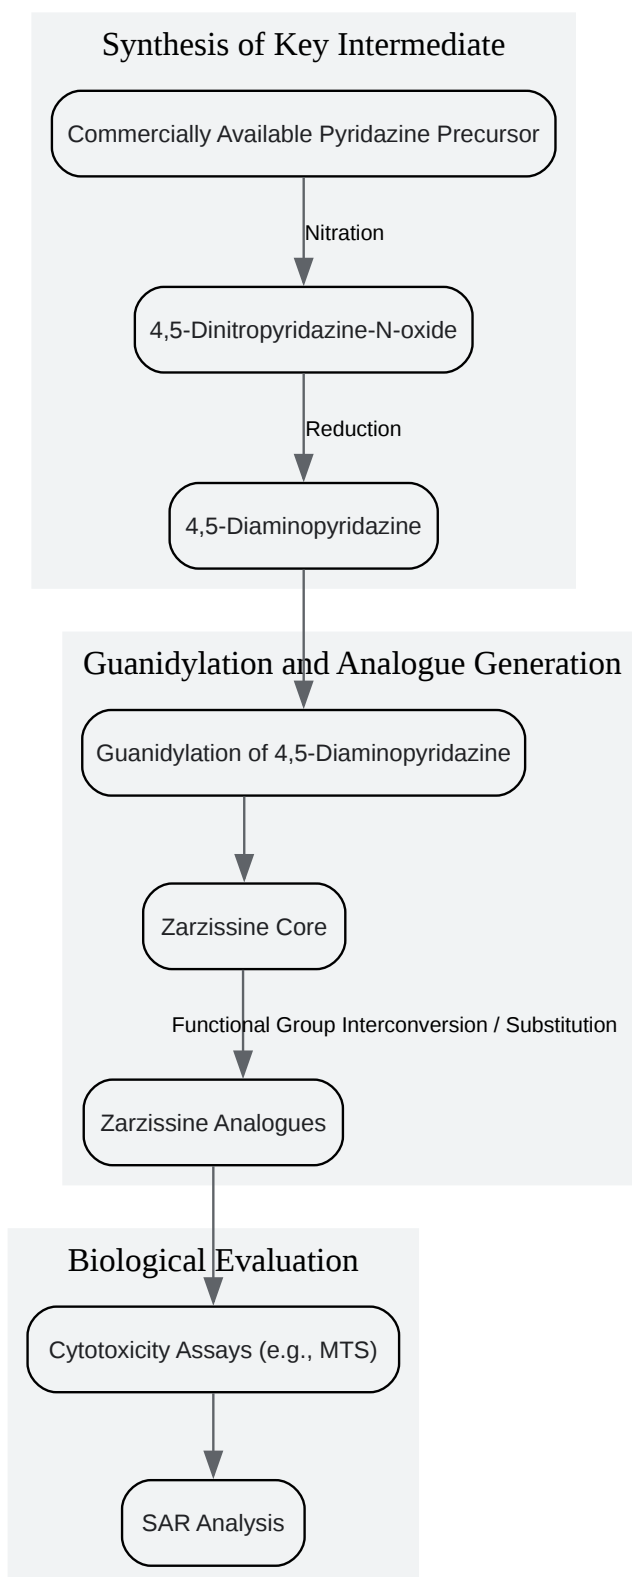 Synthesis of Key Intermediate
Commercially Available Pyridazine Precursor
Nitration
4,5-Dinitropyridazine-N-oxide
Reduction
4,5-Diaminopyridazine
Guanidylation and Analogue Generation
Guanidylation of 4,5-Diaminopyridazine
Zarzissine Core
Functional Group Interconversion / Substitution
Zarzissine Analogues
Biological Evaluation
Cytotoxicity Assays (e.g., MTS)
SAR Analysis